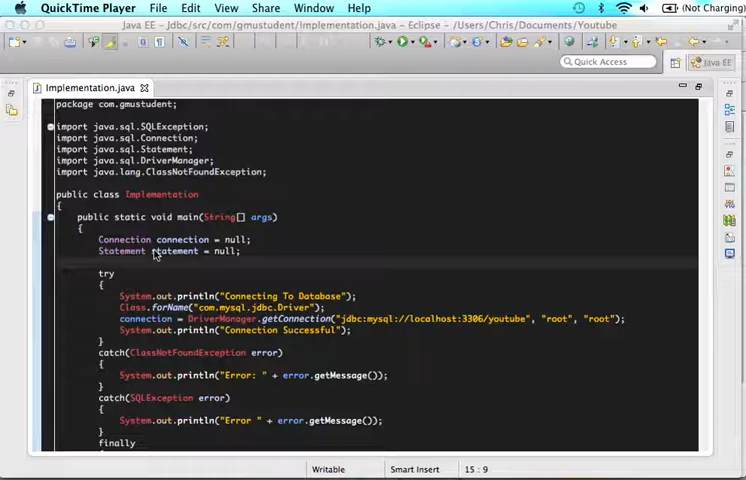 QuickTime Player File Edit View Share Window Help (Not Charging)
Java EE - Jdbc/src/com/gmustudent/Implementation.java - Eclipse - /Users/Chris/Documents/Youtube
Quick Access Java EE
Implementation.java
package com.gmustudent;
import java.sql.SQLException;
import java.sql.Connection;
import java.sql.Statement;
import java.sql.DriverManager;
import java.lang.ClassNotFoundException;
public class Implementation
{
public static void main(String[] args)
{
Connection connection = null;
Statement statement = null;
try
{
System.out.println("Connecting To Database");
Class.forName("com.mysql.jdbc.Driver");
connection = DriverManager.getConnection("jdbc:mysql://localhost:3306/youtube", "root", "root");
System.out.println("Connection Successful");
}
catch(ClassNotFoundException error)
{
System.out.println("Error: " + error.getMessage());
}
catch(SQLException error)
{
System.out.println("Error " + error.getMessage());
}
finally
Writable Smart Insert 15 : 9